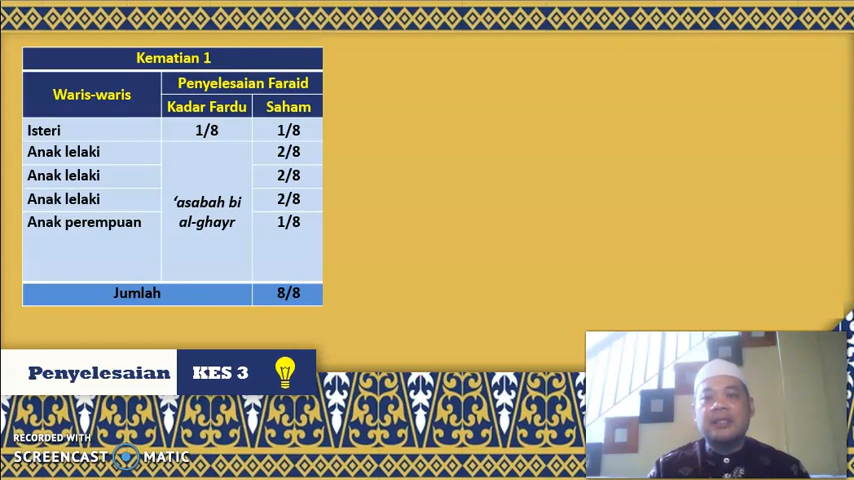 Kematian 1
Waris-waris
Penyelesaian Faraid
Kadar Fardu Saham
Isteri 1/8 1/8
Anak lelaki 2/8
Anak lelaki 2/8
Anak lelaki 2/8
‘asabah bi
Anak perempuan al-ghayr 1/8
Jumlah 8/8
Penyelesaian KES 3
RECORDED WITH
SCREENCAST MATIC